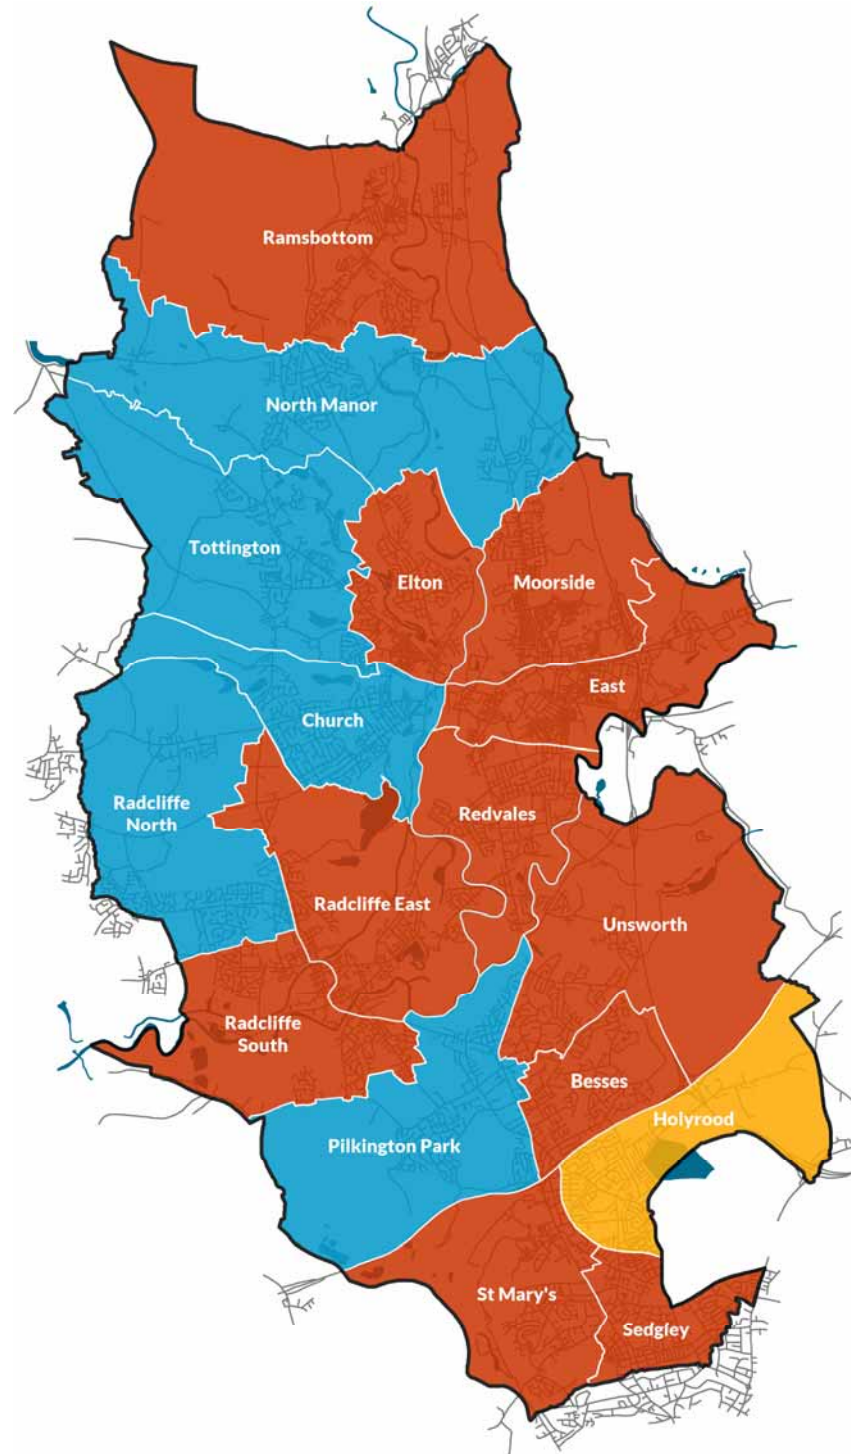 Ramsbottom
North Manor
Tottington
Elton
Moorside
East
Church
Radcliffe
North
Redvales
Radcliffe East
Unsworth
Radcliffe
South
Besses
Holyrood
Pilkington Park
St Mary's
Sedgley